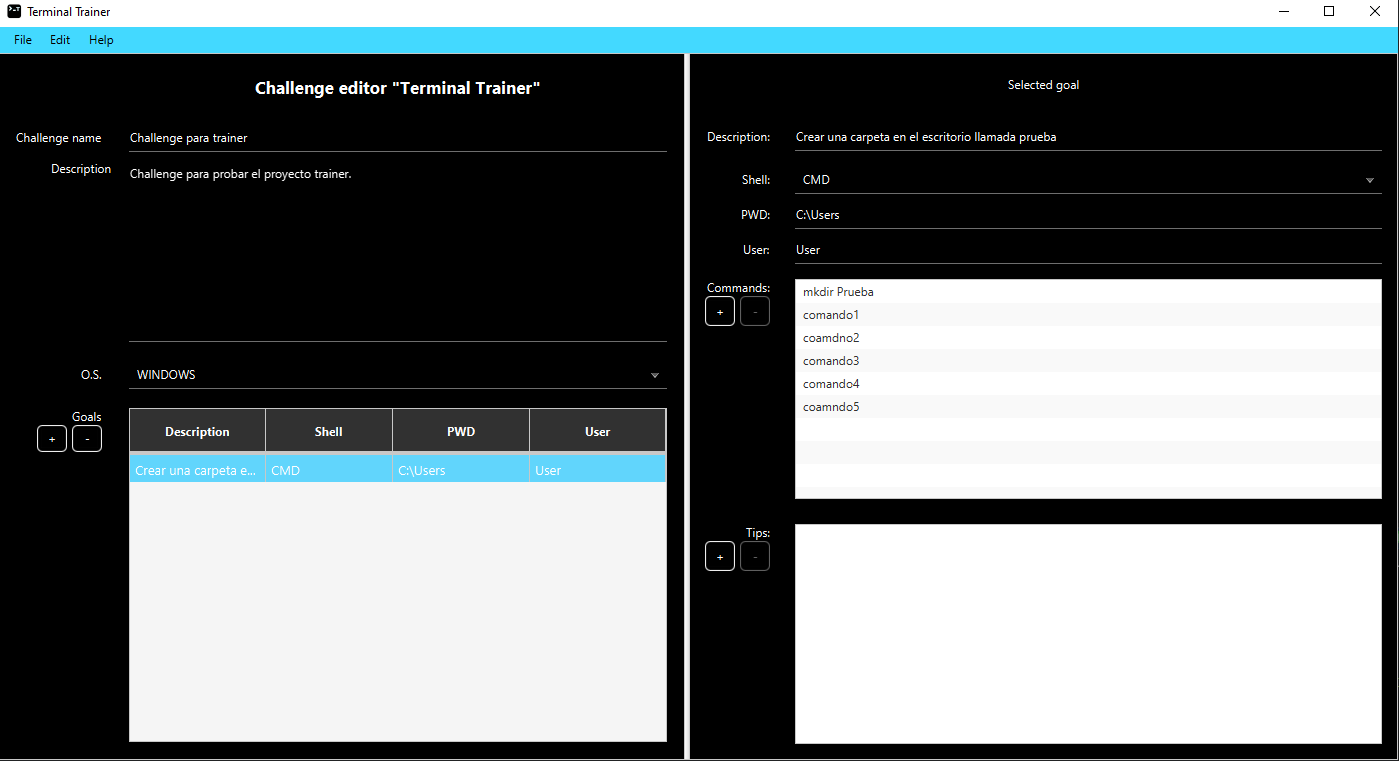 Terminal Trainer
File Edit Help
Challenge editor "Terminal Trainer"
Challenge name Challenge para trainer
Description Challenge para probar el proyecto trainer.
O.S. WINDOWS
Goals
+ -
Description Shell PWD User
Crear una carpeta e... CMD C:\Users User
Selected goal
Description: Crear una carpeta en el escritorio llamada prueba
Shell: CMD
PWD: C:\Users
User: User
Commands:
+ -
mkdir Prueba
comando1
coamdno2
comando3
comando4
coamndo5
Tips:
+ -